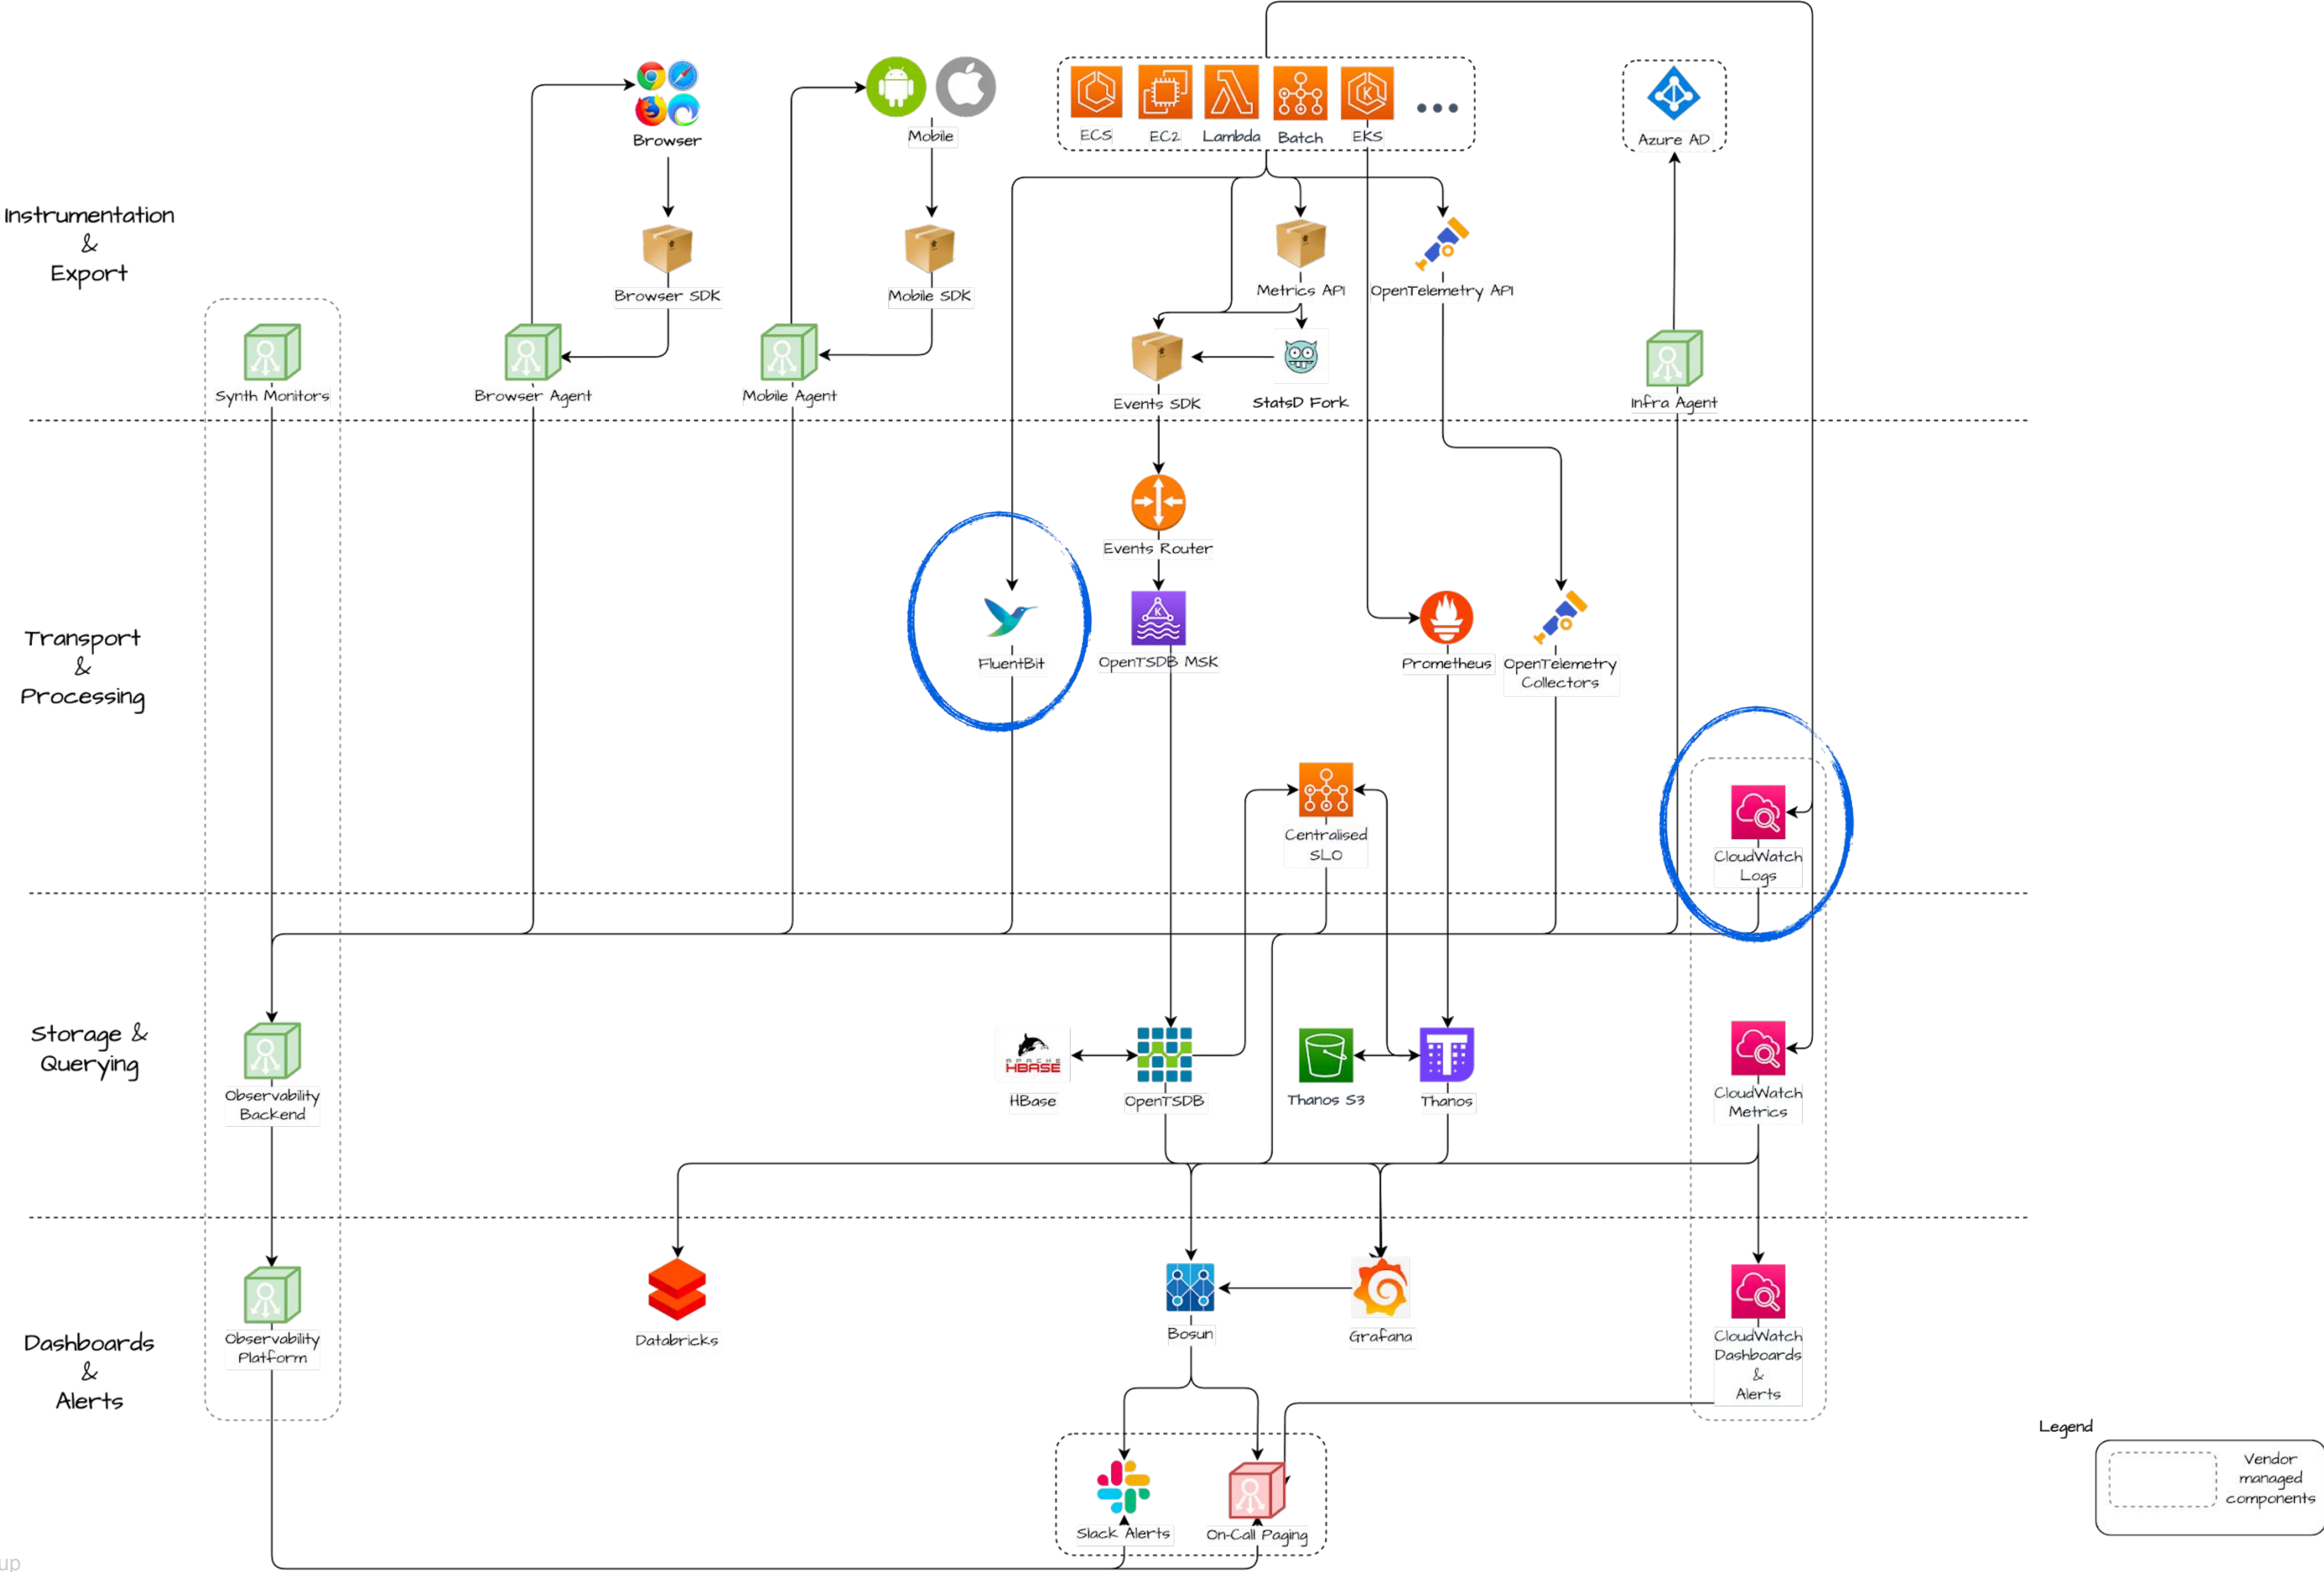 Browser
Mobile
ECS
EC2
Lambda
Batch
EKS
Azure AD
Instrumentation
&
Export
Browser SDK
Mobile SDK
Metrics API
OpenTelemetry API
Synth Monitors
Browser Agent
Mobile Agent
Events SDK
StatsD Fork
Infra Agent
Transport
&
Processing
Events Router
K
FluentBit
OpenTSDB MSK
Prometheus
OpenTelemetry
Collectors
Centralised
SLO
CloudWatch
Logs
Storage &
Querying
Observability
Backend
APACHE
HBASE
HBase
OpenTSDB
Thanos S3
T
Thanos
CloudWatch
Metrics
Dashboards
&
Alerts
Observability
Platform
Databricks
Bosun
Grafana
CloudWatch
Dashboards
&
Alerts
Slack Alerts
On-Call Paging
Legend
Vendor
managed
components
up